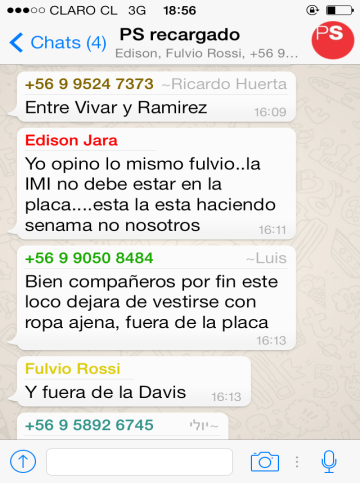 CLARO CL 3G 18:56
Chats (4) PS recargado
Edison, Fulvio Rossi, +56 9...
PS
+56 9 9524 7373 ~Ricardo Huerta
Entre Vivar y Ramirez
16:09
Edison Jara
Yo opino lo mismo fulvio..la
IMI no debe estar en la
placa....esta la esta haciendo
senama no nosotros
16:11
+56 9 9050 8484 ~Luis
Bien compañeros por fin este
loco dejara de vestirse con
ropa ajena, fuera de la placa
16:13
Fulvio Rossi
Y fuera de la Davis
16:13
+56 9 5892 6745 ~יולי